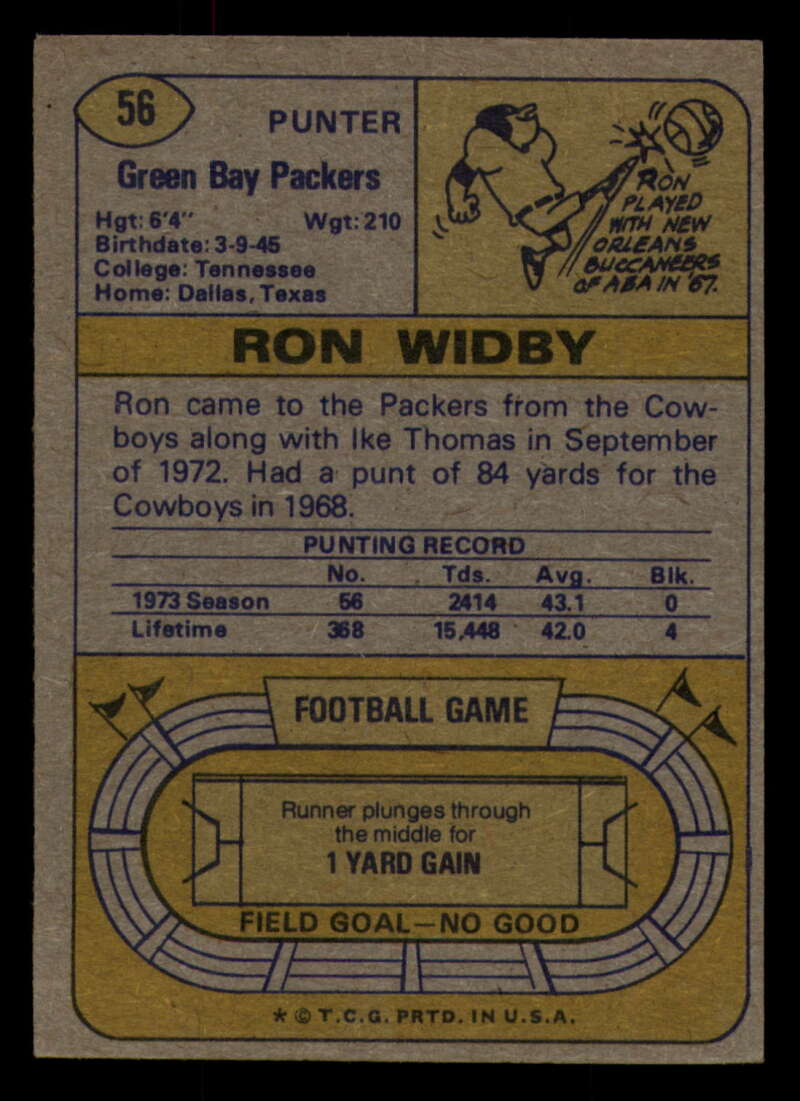 56
PUNTER
Green Bay Packers
Hgt: 6'4" Wgt: 210
Birthdate: 3-9-45
College: Tennessee
Home: Dallas, Texas
RON
PLAYED
WITH NEW
ORLEANS
BUCCANEERS
OF ABA IN '67.
RON WIDBY
Ron came to the Packers from the Cow-
boys along with Ike Thomas in September
of 1972. Had a punt of 84 yards for the
Cowboys in 1968.
PUNTING RECORD
No. Tds. Avg. Blk.
1973 Season 56 2414 43.1 0
Lifetime 368 15,448 42.0 4
FOOTBALL GAME
Runner plunges through
the middle for
1 YARD GAIN
FIELD GOAL—NO GOOD
* © T.C.G. PRTD. IN U.S.A.